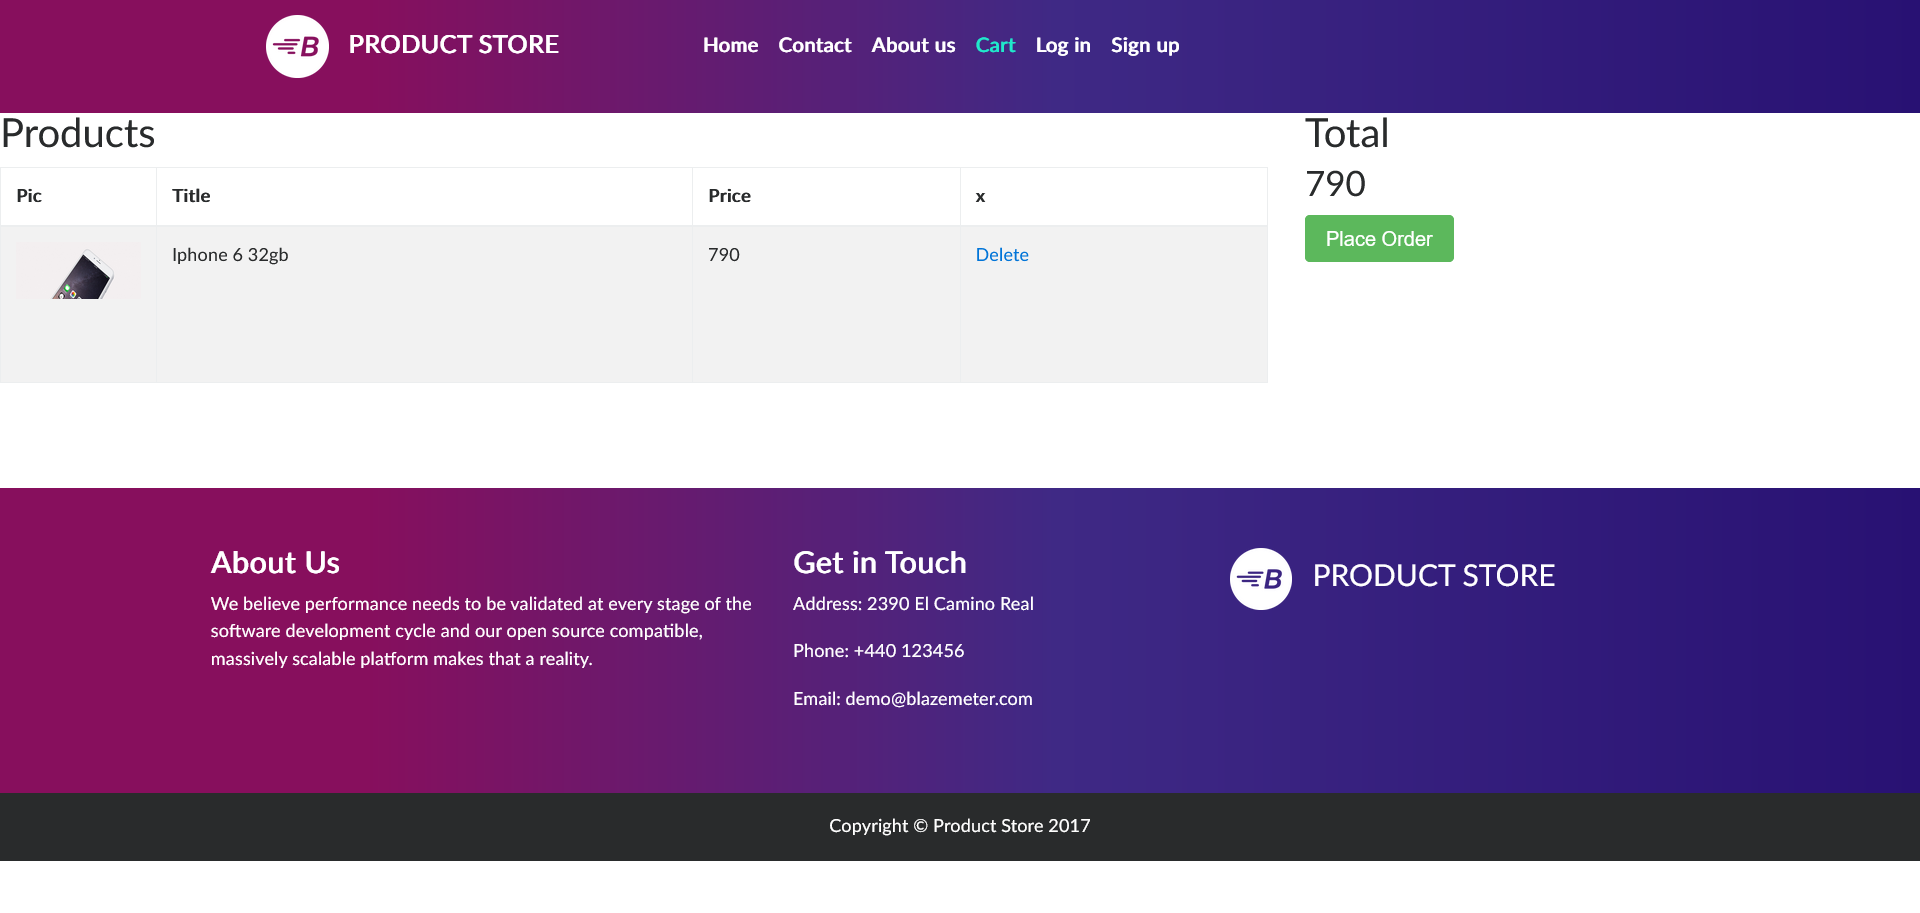 B PRODUCT STORE
Home Contact About us Cart Log in Sign up
Products
Total
790
Place Order
Pic Title Price x
Iphone 6 32gb 790 Delete
About Us
We believe performance needs to be validated at every stage of the
software development cycle and our open source compatible,
massively scalable platform makes that a reality.
Get in Touch
Address: 2390 El Camino Real
Phone: +440 123456
Email: demo@blazemeter.com
B PRODUCT STORE
Copyright © Product Store 2017